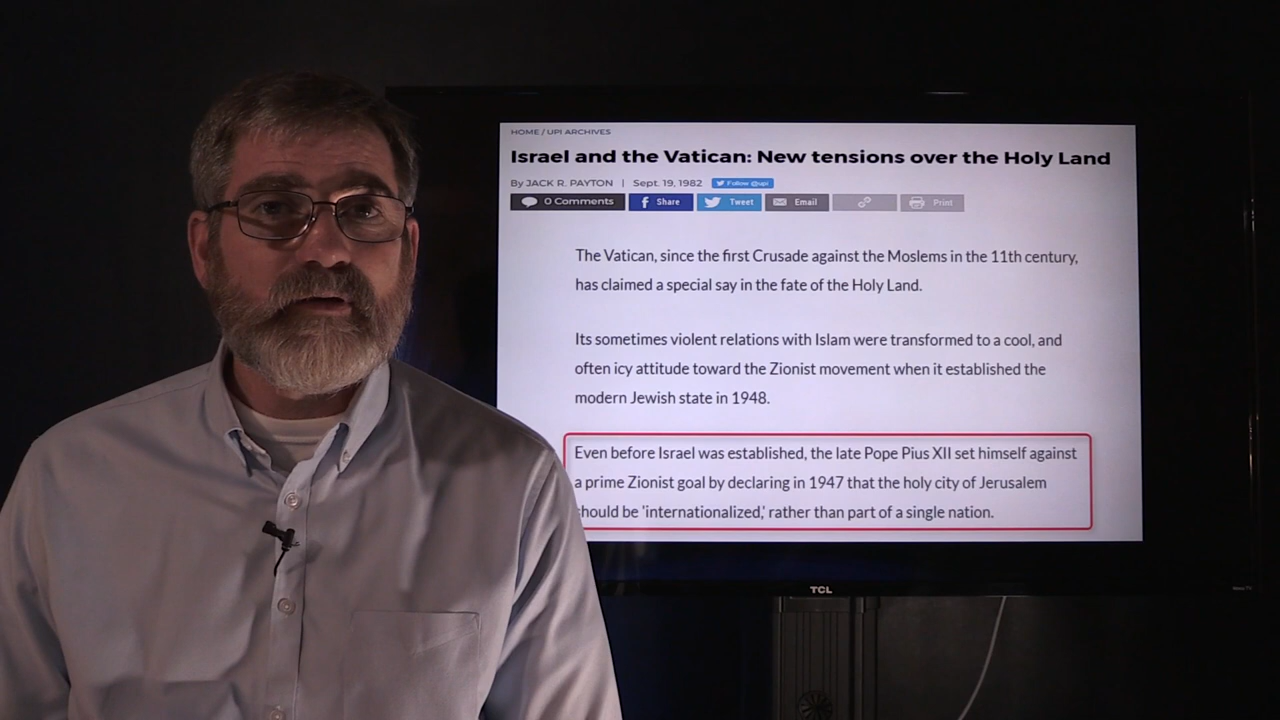 HOME / UPI ARCHIVES
Israel and the Vatican: New tensions over the Holy Land
By JACK R. PAYTON | Sept. 19, 1982 Follow @upi
0 Comments Share Tweet Email Print
The Vatican, since the first Crusade against the Moslems in the 11th century,
has claimed a special say in the fate of the Holy Land.
Its sometimes violent relations with Islam were transformed to a cool, and
often icy attitude toward the Zionist movement when it established the
modern Jewish state in 1948.
Even before Israel was established, the late Pope Pius XII set himself against
a prime Zionist goal by declaring in 1947 that the holy city of Jerusalem
should be 'internationalized,' rather than part of a single nation.
TCL